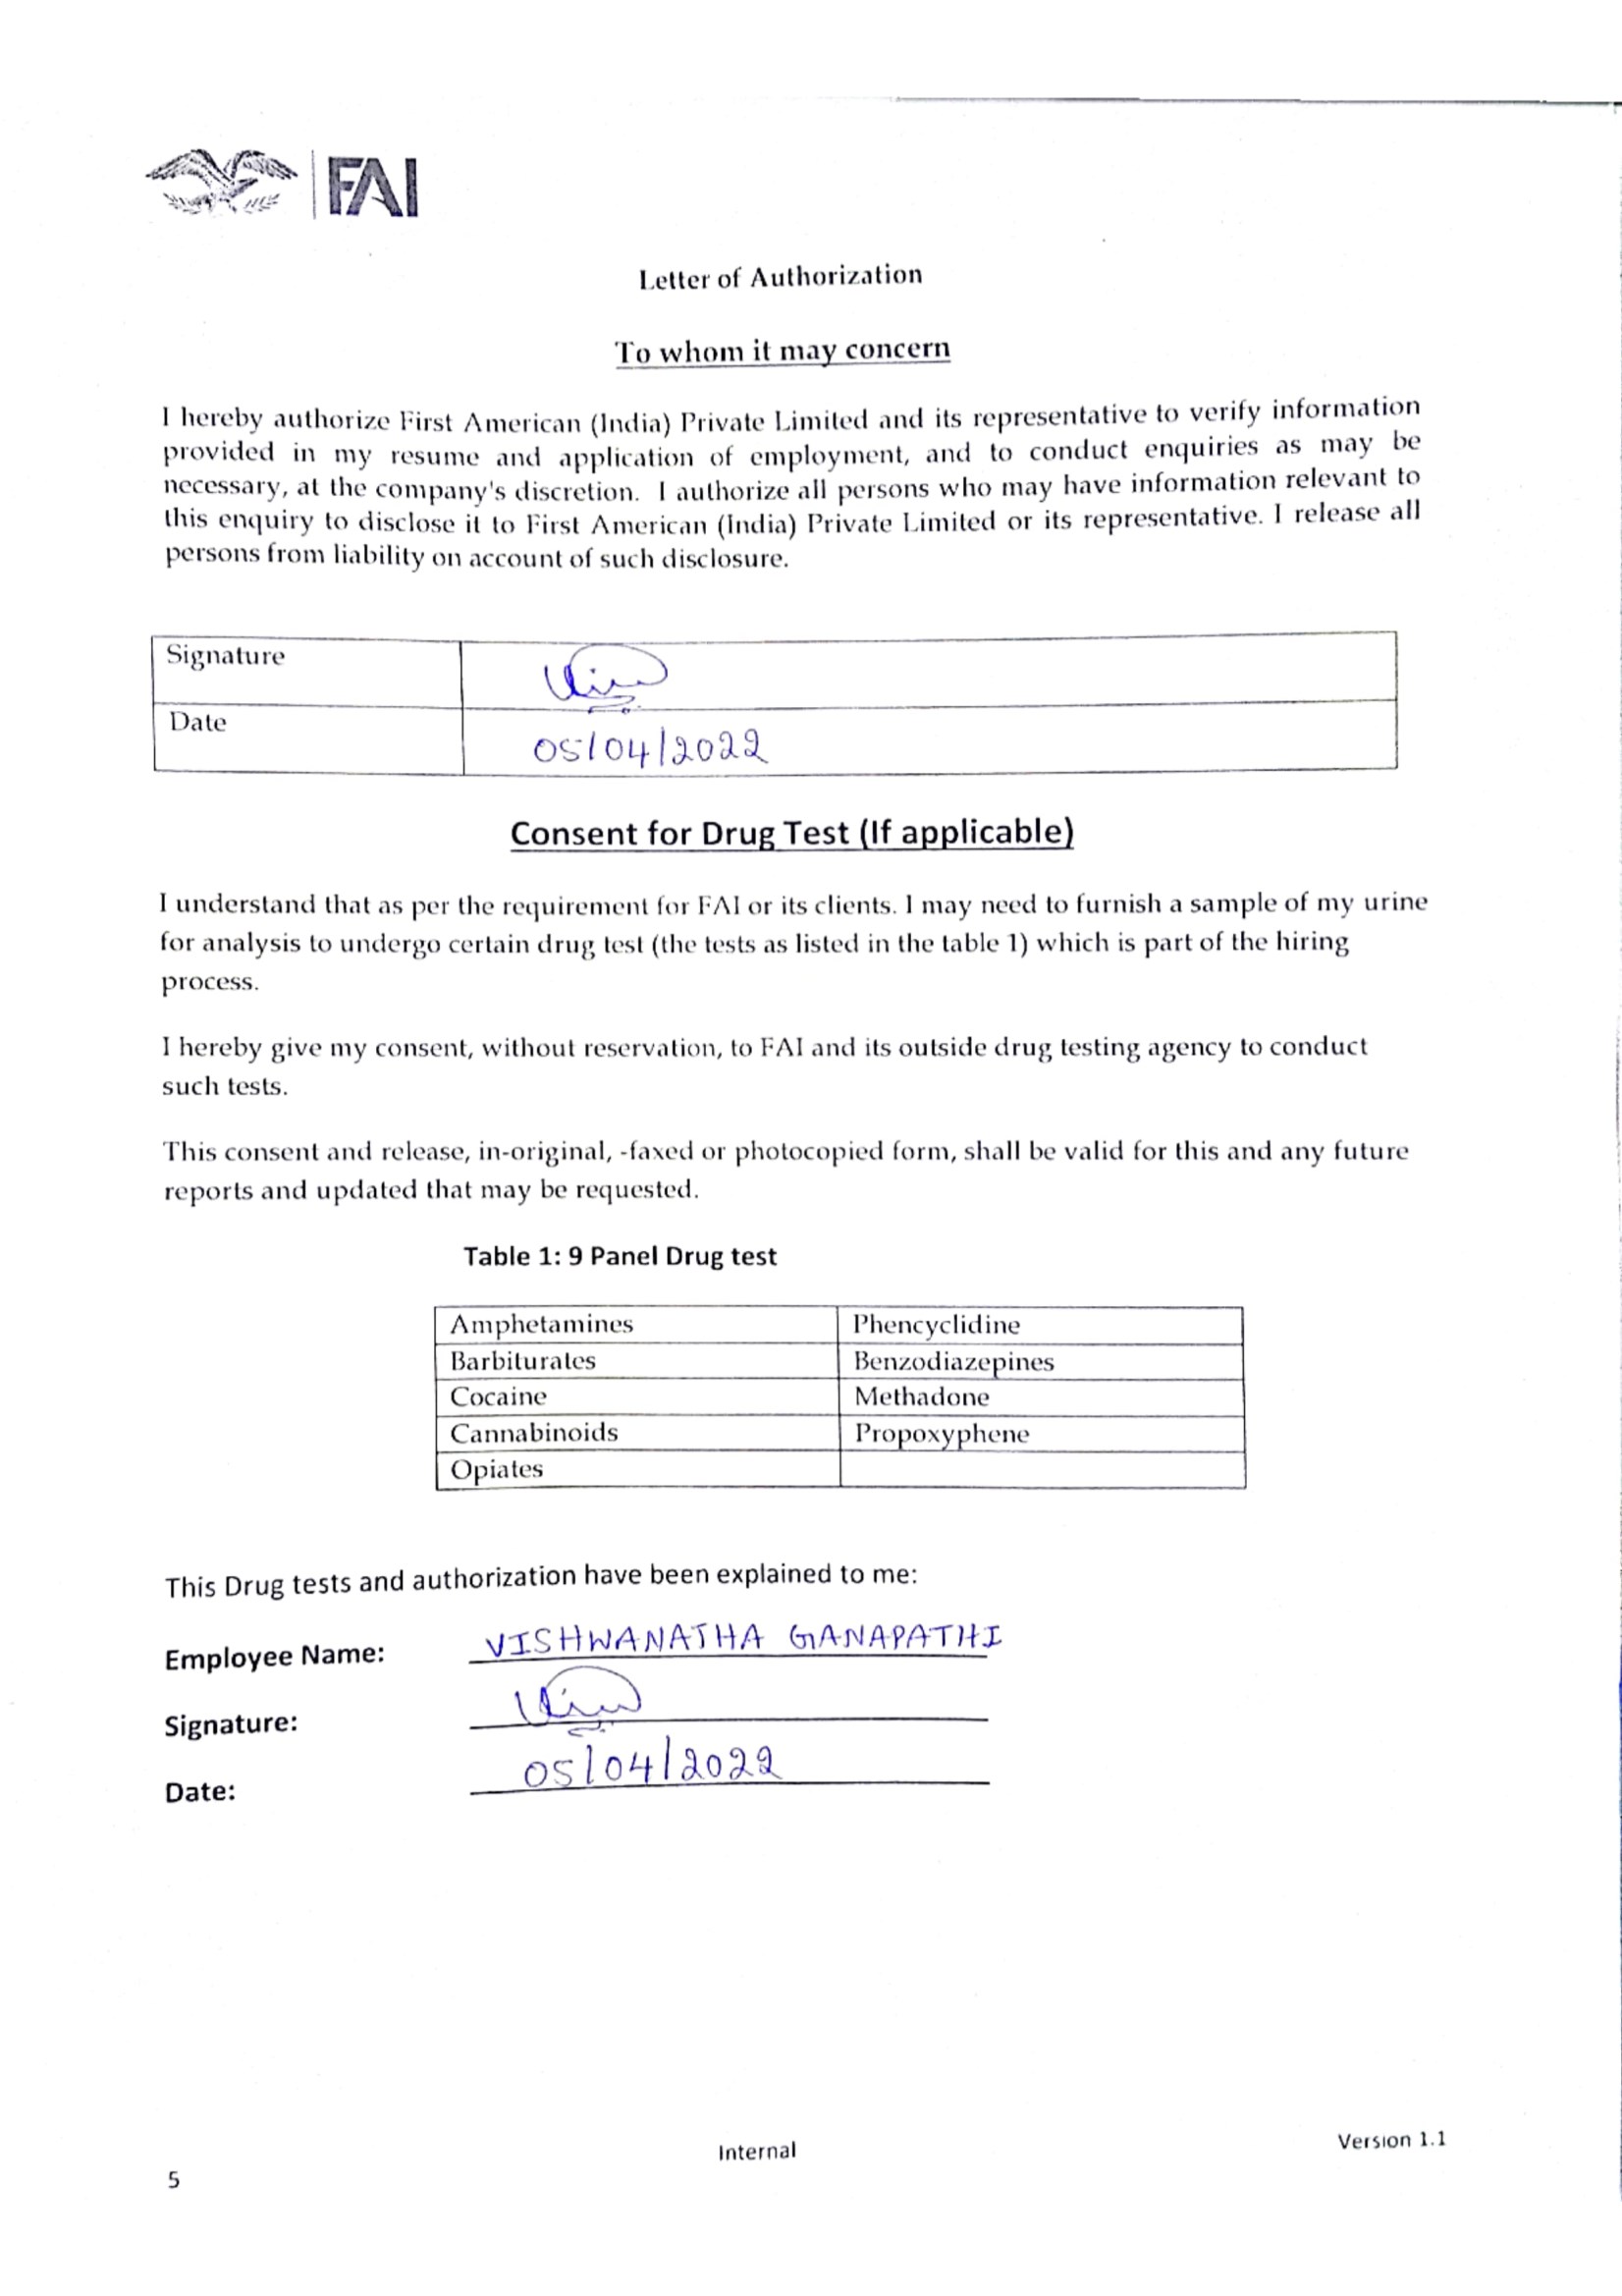 FAI
Letter of Authorization
To whom it may concern
I hereby authorize First American (India) Private Limited and its representative to verify information
provided in my resume and application of employment, and to conduct enquiries as may be
necessary, at the company's discretion. I authorize all persons who may have information relevant to
this enquiry to disclose it to First American (India) Private Limited or its representative. I release all
persons from liability on account of such disclosure.
Signature
Date 05/04/2022
Consent for Drug Test (If applicable)
I understand that as per the requirement for FAI or its clients. I may need to furnish a sample of my urine
for analysis to undergo certain drug test (the tests as listed in the table 1) which is part of the hiring
process.
I hereby give my consent, without reservation, to FAI and its outside drug testing agency to conduct
such tests.
This consent and release, in-original, -faxed or photocopied form, shall be valid for this and any future
reports and updated that may be requested.
Table 1: 9 Panel Drug test
Amphetamines Phencyclidine
Barbiturates Benzodiazepines
Cocaine Methadone
Cannabinoids Propoxyphene
Opiates
This Drug tests and authorization have been explained to me:
Employee Name: VISHWANATHA GANAPATHI
Signature:
Date: 05/04/2022
Internal Version 1.1
5